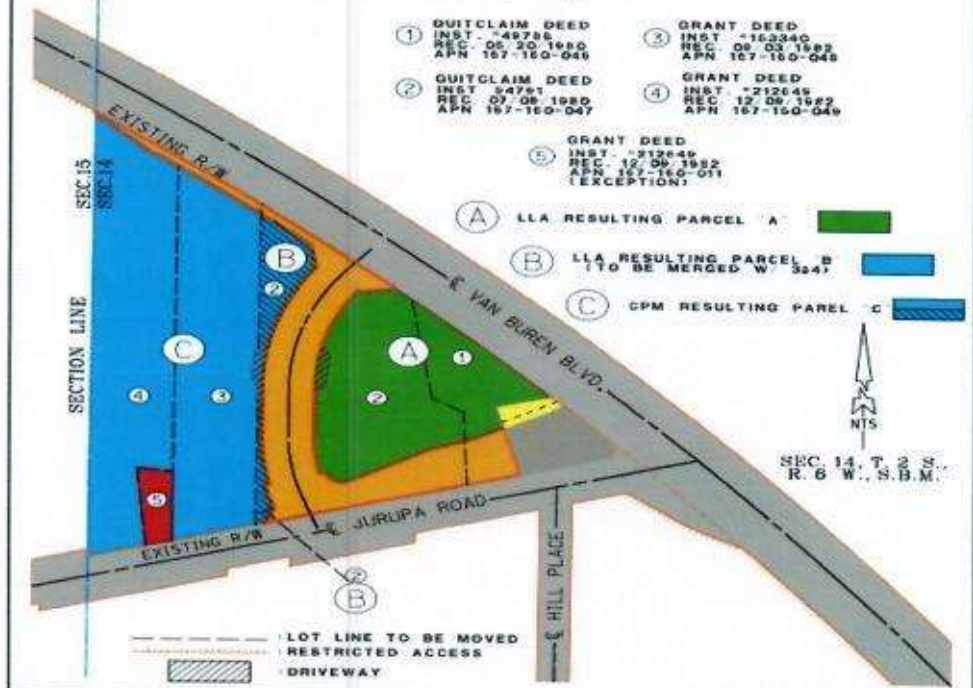 ① QUITCLAIM DEED
INST. #49786
REC. 05/20/1980
APN 167-160-046
② QUITCLAIM DEED
INST 54791
REC 07/08/1980
APN 167-160-047
③ GRANT DEED
INST. #153340
REC. 09/03/1982
APN 167-160-048
④ GRANT DEED
INST. #212649
REC. 12/09/1982
APN 167-160-049
⑤ GRANT DEED
INST. #212649
REC. 12/09/1982
APN 167-160-011
(EXCEPTION)
A LLA RESULTING PARCEL "A"
B LLA RESULTING PARCEL B
(TO BE MERGED W/ 3&4)
C CPM RESULTING PAREL "C"
NTS
SEC. 14, T. 2 S.,
R. 6 W., S.B.M.
EXISTING R/W
SEC.15
SEC.14
SECTION LINE
B
②
C
④
③
⑤
A
①
②
℄ VAN BUREN BLVD.
℄ JURUPA ROAD
EXISTING R/W
℄ HILL PLACE
②
B
LOT LINE TO BE MOVED
RESTRICTED ACCESS
DRIVEWAY